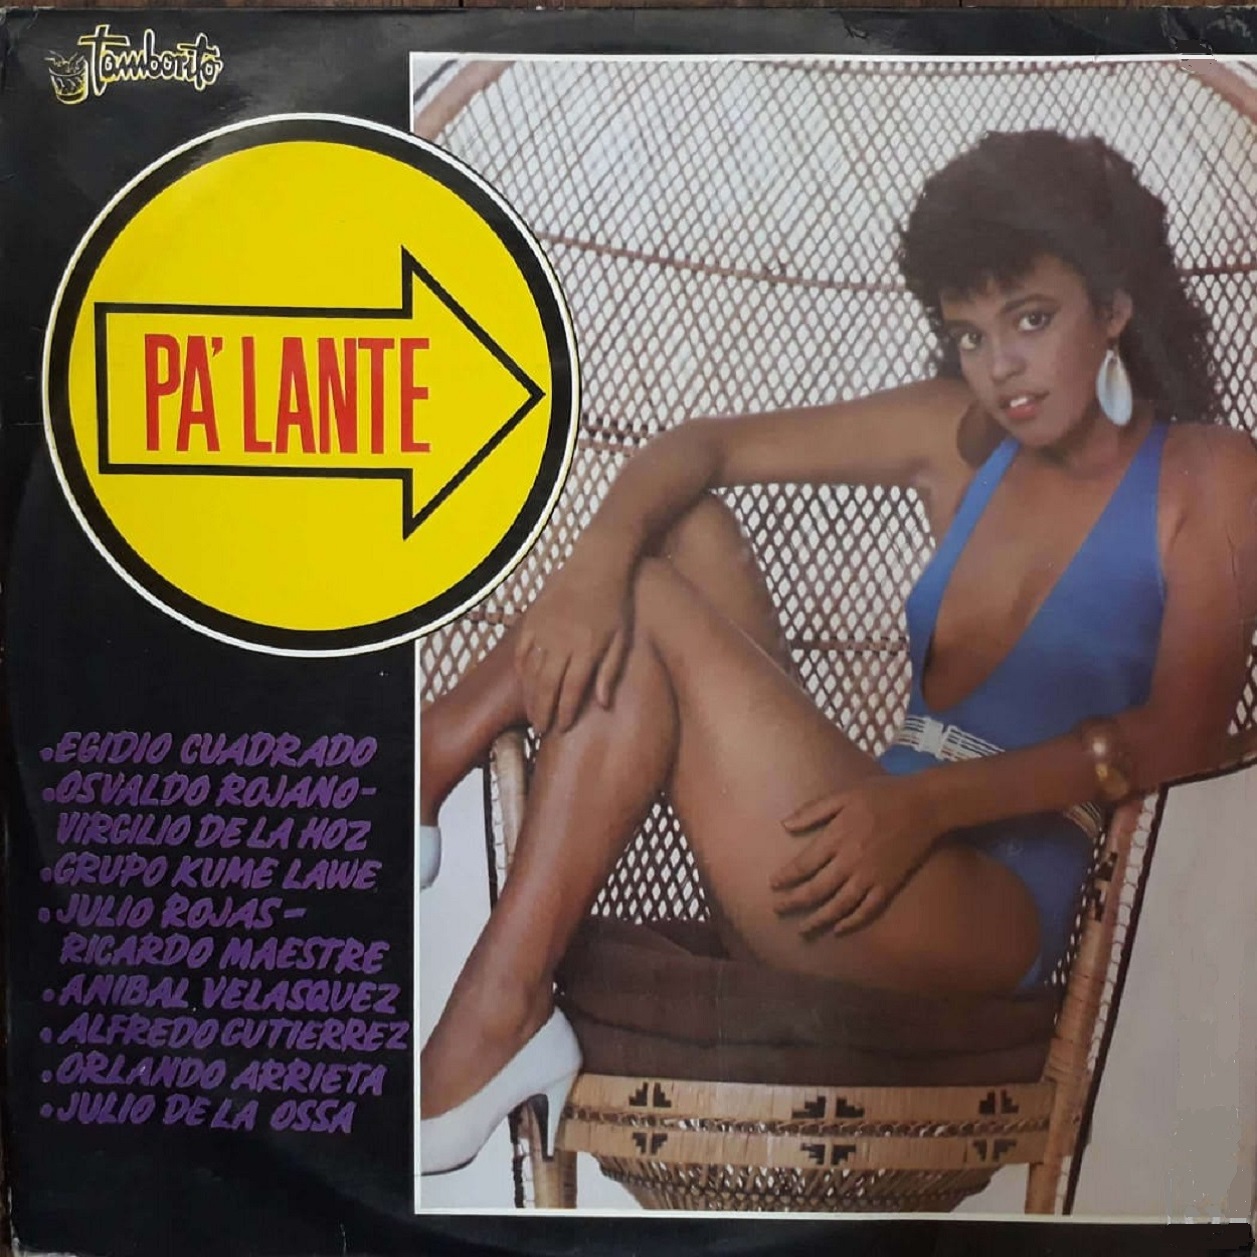 Tamborito
PA' LANTE
.EGIDIO CUADRADO
.OSVALDO ROJANO-
VIRGILIO DE LA HOZ
.GRUPO KUME LAWE
.JULIO ROJAS-
RICARDO MAESTRE
.ANIBAL VELASQUEZ
.ALFREDO GUTIERREZ
.ORLANDO ARRIETA
.JULIO DE LA OSSA